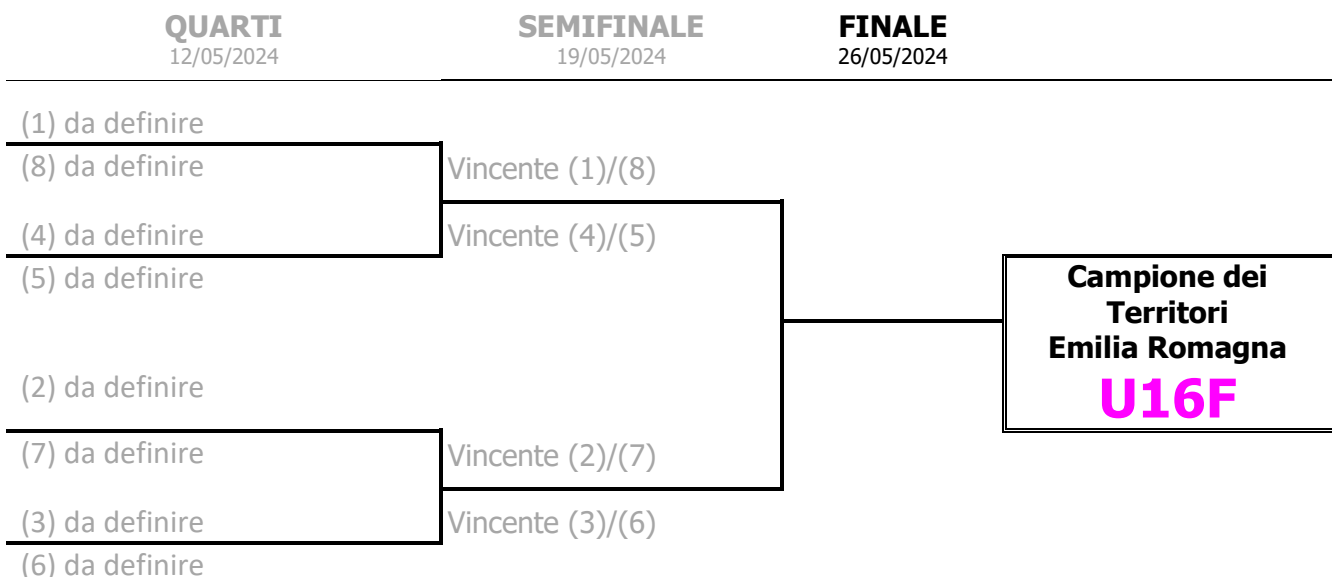 QUARTI
12/05/2024
SEMIFINALE
19/05/2024
FINALE
26/05/2024
(1) da definire
(8) da definire
Vincente (1)/(8)
(4) da definire
Vincente (4)/(5)
(5) da definire
Campione dei
Territori
Emilia Romagna
U16F
(2) da definire
(7) da definire
Vincente (2)/(7)
(3) da definire
Vincente (3)/(6)
(6) da definire